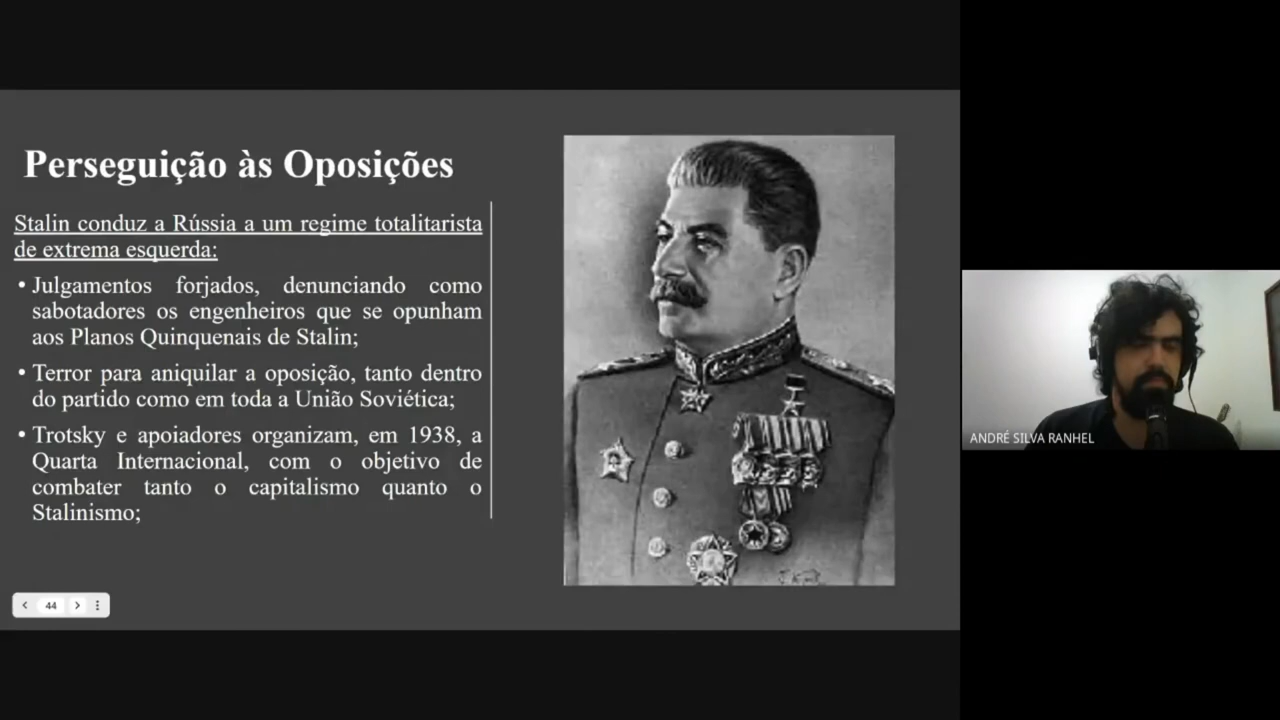 Perseguição às Oposições
Stalin conduz a Rússia a um regime totalitarista
de extrema esquerda:
• Julgamentos forjados, denunciando como
sabotadores os engenheiros que se opunham
aos Planos Quinquenais de Stalin;
• Terror para aniquilar a oposição, tanto dentro
do partido como em toda a União Soviética;
• Trotsky e apoiadores organizam, em 1938, a
Quarta Internacional, com o objetivo de
combater tanto o capitalismo quanto o
Stalinismo;
44
ANDRÉ SILVA RANHEL